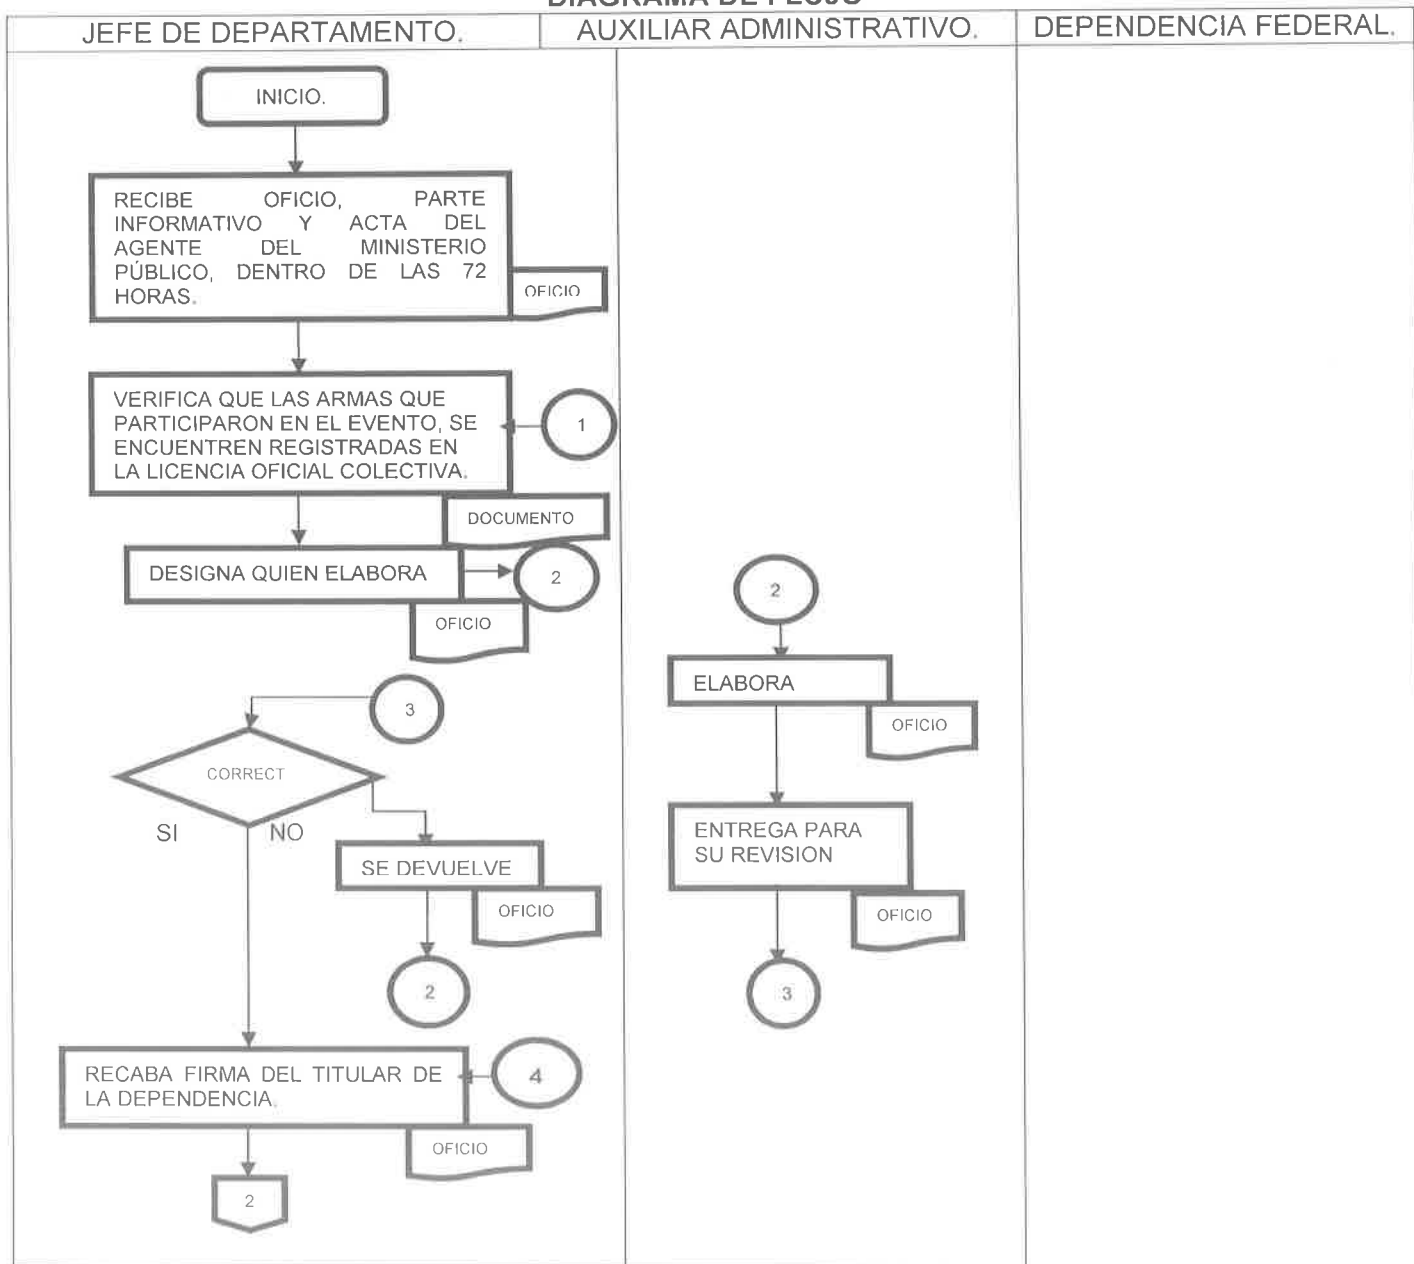 DIAGRAMA DE FLUJO
JEFE DE DEPARTAMENTO.
AUXILIAR ADMINISTRATIVO.
DEPENDENCIA FEDERAL.
INICIO.
RECIBE OFICIO, PARTE
INFORMATIVO Y ACTA DEL
AGENTE DEL MINISTERIO
PÚBLICO, DENTRO DE LAS 72
HORAS.
OFICIO
VERIFICA QUE LAS ARMAS QUE
PARTICIPARON EN EL EVENTO, SE
ENCUENTREN REGISTRADAS EN
LA LICENCIA OFICIAL COLECTIVA.
1
DOCUMENTO
DESIGNA QUIEN ELABORA
2
OFICIO
3
CORRECT
SI
NO
SE DEVUELVE
OFICIO
2
RECABA FIRMA DEL TITULAR DE
LA DEPENDENCIA.
4
OFICIO
2
2
ELABORA
OFICIO
ENTREGA PARA
SU REVISION
OFICIO
3